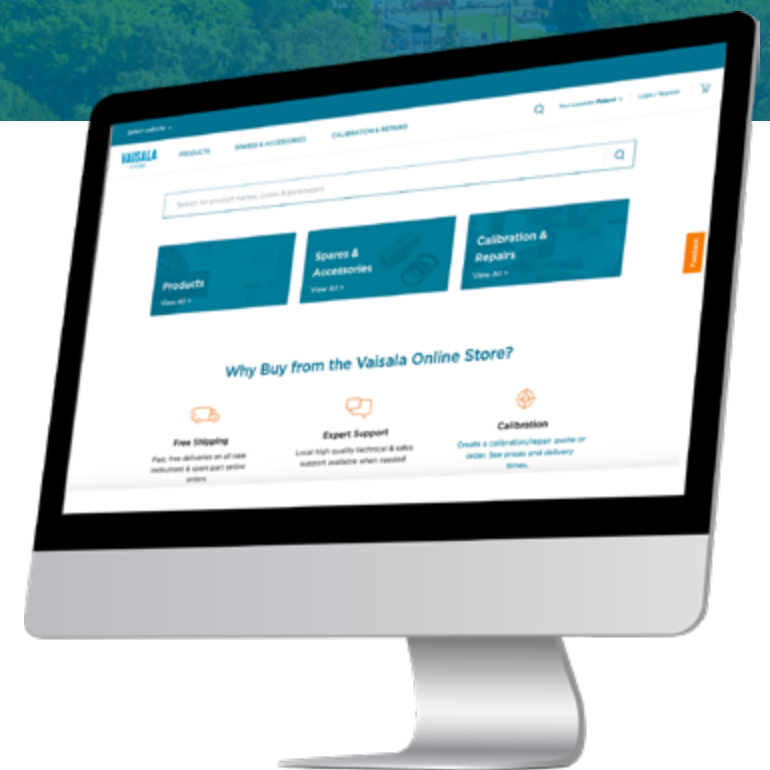 Select website
VAISALA
STORE
PRODUCTS
SPARES & ACCESSORIES
CALIBRATION & REPAIRS
Your Location: Finland
Login / Register
Search for product names, codes & parameters
Products
View All >
Spares &
Accessories
View All >
Calibration &
Repairs
View All >
Feedback
Why Buy from the Vaisala Online Store?
Free Shipping
Fast, free deliveries on all new
instrument & spare part online
orders
Expert Support
Local high quality technical & sales
support available when needed
Calibration
Create a calibration/repair quote or
order. See prices and delivery
times.